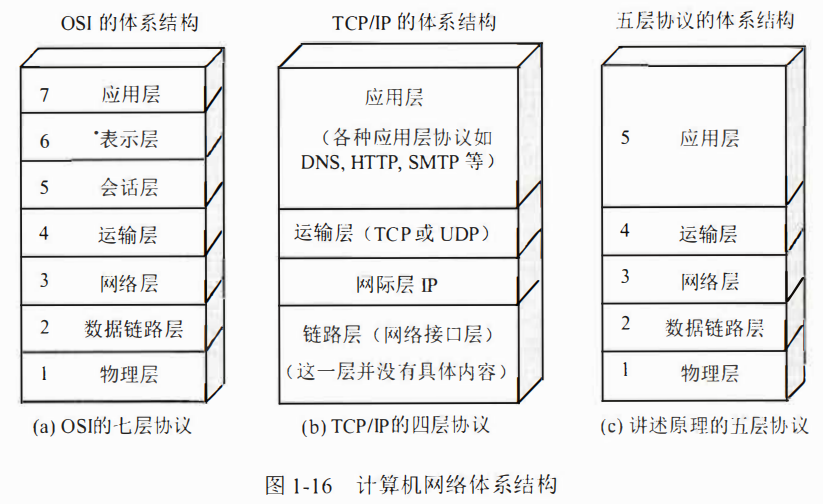 OSI 的体系结构
7 应用层
6 表示层
5 会话层
4 运输层
3 网络层
2 数据链路层
1 物理层
(a) OSI的七层协议
TCP/IP 的体系结构
应用层
（各种应用层协议如
DNS, HTTP, SMTP 等）
运输层（TCP 或 UDP）
网际层 IP
链路层（网络接口层）
（这一层并没有具体内容）
(b) TCP/IP的四层协议
五层协议的体系结构
5 应用层
4 运输层
3 网络层
2 数据链路层
1 物理层
(c) 讲述原理的五层协议
图 1-16 计算机网络体系结构